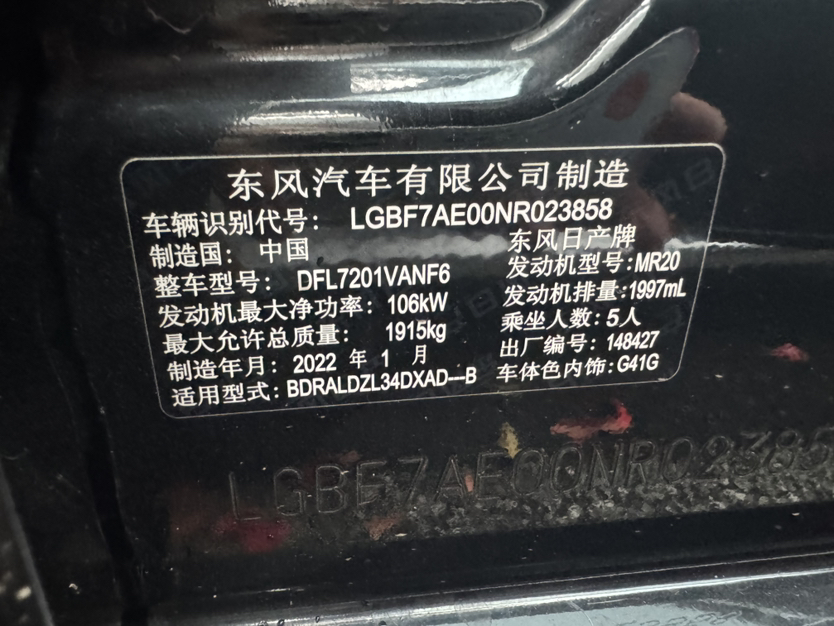 东风汽车有限公司制造
车辆识别代号: LGBF7AE00NR023858
制造国: 中国 东风日产牌
整车型号: DFL7201VANF6 发动机型号:MR20
发动机最大净功率: 106kW 发动机排量:1997mL
最大允许总质量: 1915kg 乘坐人数:5人
制造年月:2022 年 1 月 出厂编号: 148427
适用型式: BDRALDZL34DXAD---B 车体色内饰:G41G
LGBF7AE00NR02385